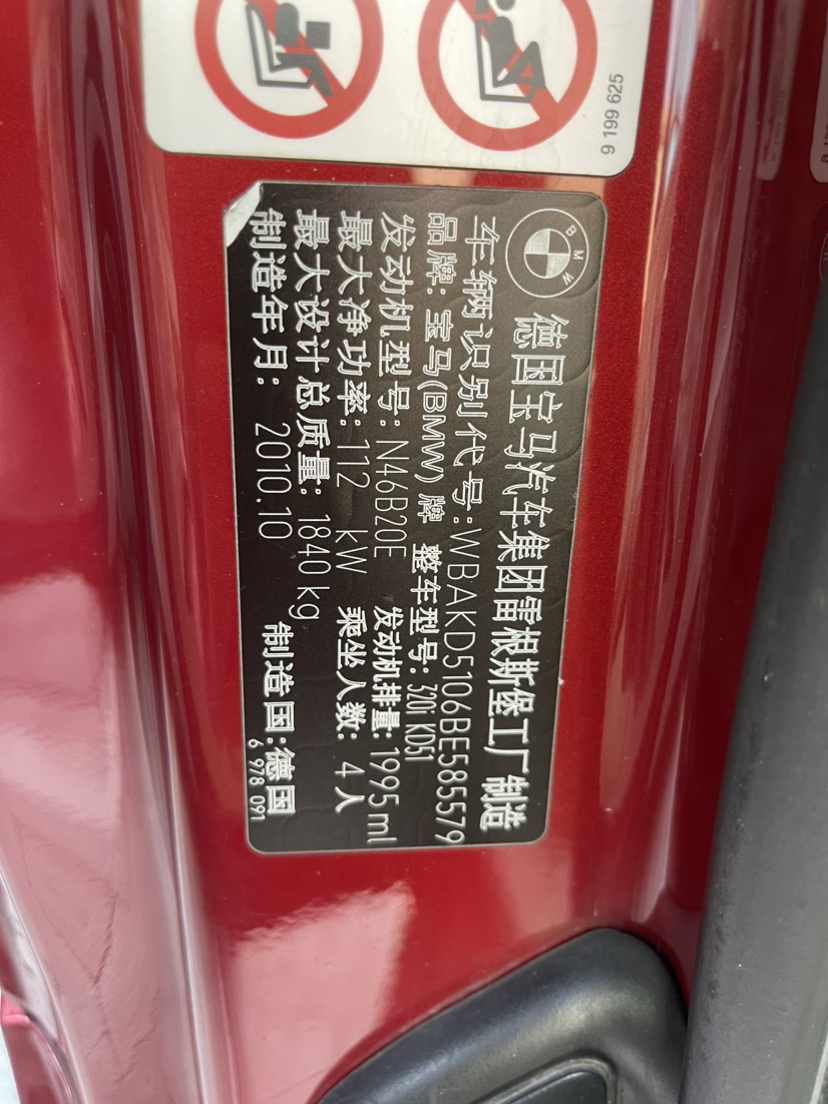 9 199 625
BMW
德国宝马汽车集团雷根斯堡工厂制造
车辆识别代号:WBAKD5106BE585579
品牌:宝马(BMW)牌 整车型号:320i KD51
发动机型号:N46B20E 发动机排量:1995ml
最大净功率:112 kW 乘坐人数: 4人
最大设计总质量: 1840kg
制造年月: 2010.10 制造国:德国
6 978 091